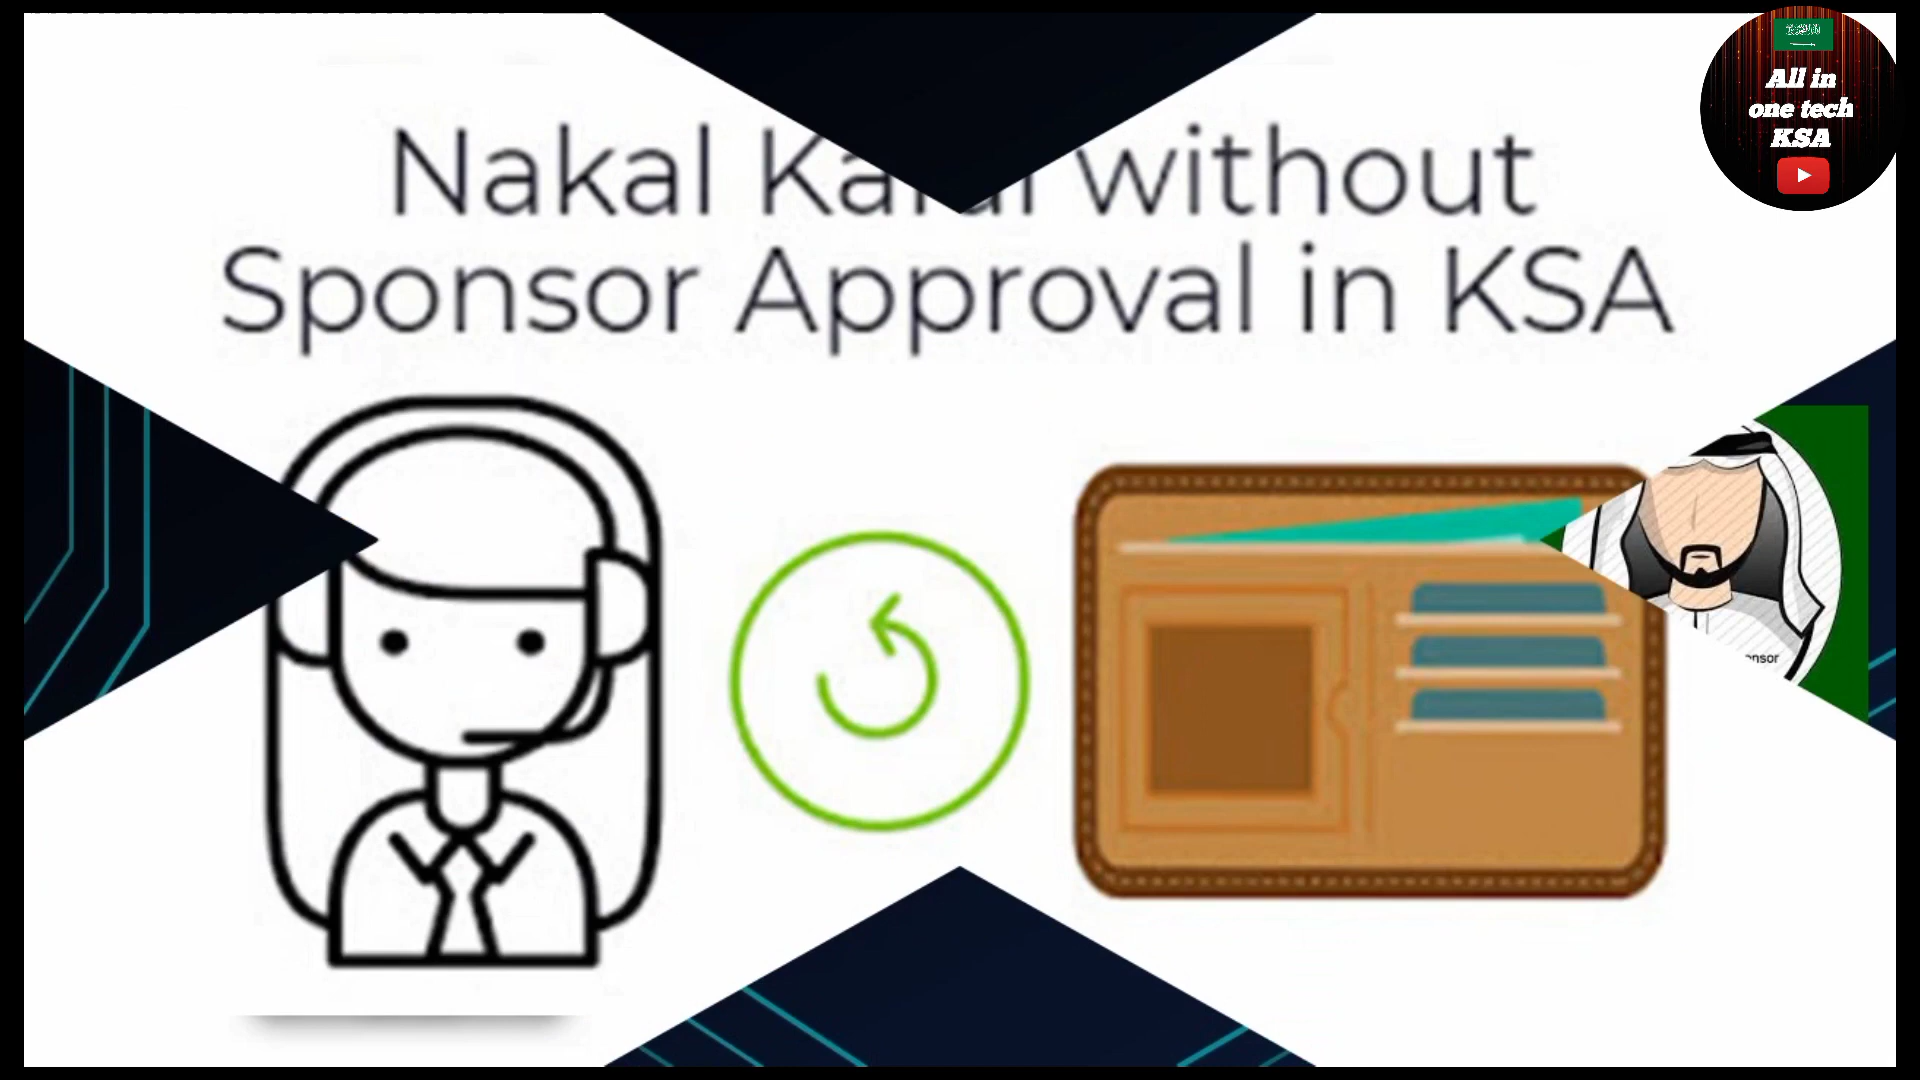 Nakal without
Sponsor Approval in KSA
All in
one tech
KSA